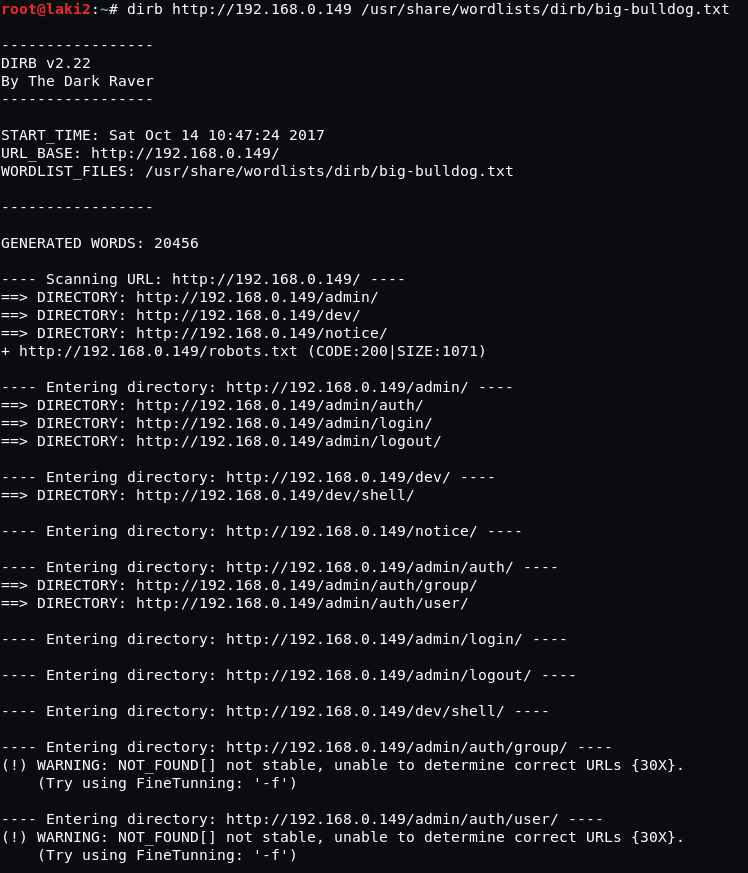 root@laki2:~# dirb http://192.168.0.149 /usr/share/wordlists/dirb/big-bulldog.txt
-----------------
DIRB v2.22
By The Dark Raver
-----------------
START_TIME: Sat Oct 14 10:47:24 2017
URL_BASE: http://192.168.0.149/
WORDLIST_FILES: /usr/share/wordlists/dirb/big-bulldog.txt
-----------------
GENERATED WORDS: 20456
---- Scanning URL: http://192.168.0.149/ ----
==> DIRECTORY: http://192.168.0.149/admin/
==> DIRECTORY: http://192.168.0.149/dev/
==> DIRECTORY: http://192.168.0.149/notice/
+ http://192.168.0.149/robots.txt (CODE:200|SIZE:1071)
---- Entering directory: http://192.168.0.149/admin/ ----
==> DIRECTORY: http://192.168.0.149/admin/auth/
==> DIRECTORY: http://192.168.0.149/admin/login/
==> DIRECTORY: http://192.168.0.149/admin/logout/
---- Entering directory: http://192.168.0.149/dev/ ----
==> DIRECTORY: http://192.168.0.149/dev/shell/
---- Entering directory: http://192.168.0.149/notice/ ----
---- Entering directory: http://192.168.0.149/admin/auth/ ----
==> DIRECTORY: http://192.168.0.149/admin/auth/group/
==> DIRECTORY: http://192.168.0.149/admin/auth/user/
---- Entering directory: http://192.168.0.149/admin/login/ ----
---- Entering directory: http://192.168.0.149/admin/logout/ ----
---- Entering directory: http://192.168.0.149/dev/shell/ ----
---- Entering directory: http://192.168.0.149/admin/auth/group/ ----
(!) WARNING: NOT_FOUND[] not stable, unable to determine correct URLs {30X}.
(Try using FineTunning: '-f')
---- Entering directory: http://192.168.0.149/admin/auth/user/ ----
(!) WARNING: NOT_FOUND[] not stable, unable to determine correct URLs {30X}.
(Try using FineTunning: '-f')